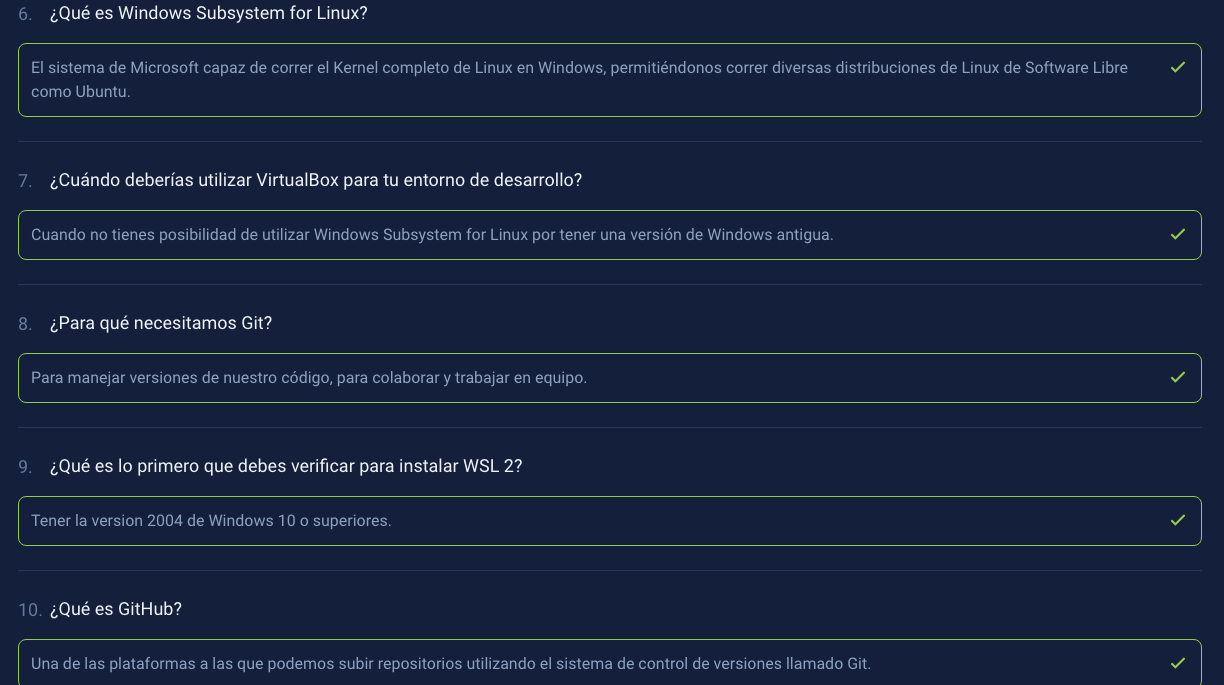 6. ¿Qué es Windows Subsystem for Linux?
El sistema de Microsoft capaz de correr el Kernel completo de Linux en Windows, permitiéndonos correr diversas distribuciones de Linux de Software Libre
como Ubuntu.
7. ¿Cuándo deberías utilizar VirtualBox para tu entorno de desarrollo?
Cuando no tienes posibilidad de utilizar Windows Subsystem for Linux por tener una versión de Windows antigua.
8. ¿Para qué necesitamos Git?
Para manejar versiones de nuestro código, para colaborar y trabajar en equipo.
9. ¿Qué es lo primero que debes verificar para instalar WSL 2?
Tener la version 2004 de Windows 10 o superiores.
10. ¿Qué es GitHub?
Una de las plataformas a las que podemos subir repositorios utilizando el sistema de control de versiones llamado Git.